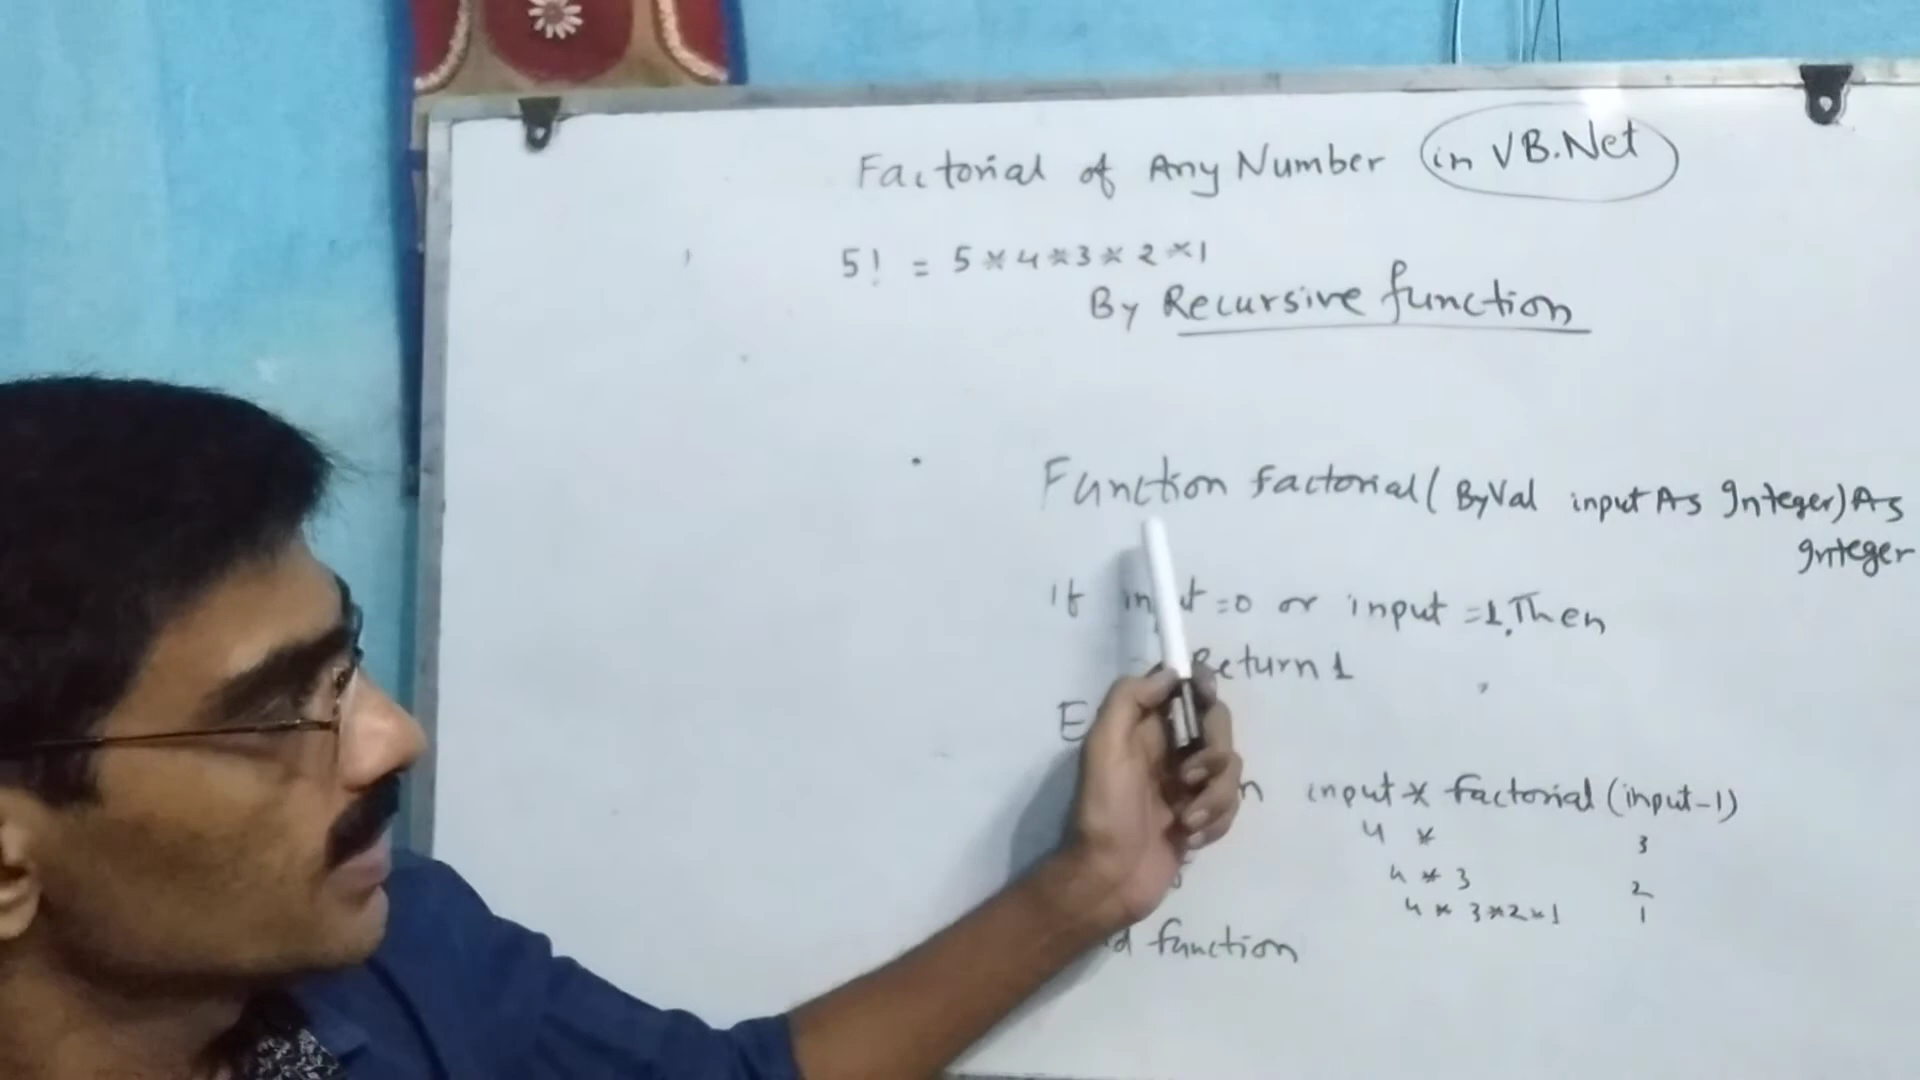 Factorial of Any Number in VB.Net
5! = 5*4*3*2*1
By Recursive function
Function factorial( ByVal input As Integer) As
Integer
If =0 or input =1 Then
Return 1
input * factorial (input-1)
4 * 3
4 * 3 2
4 * 3*2*1 1
function